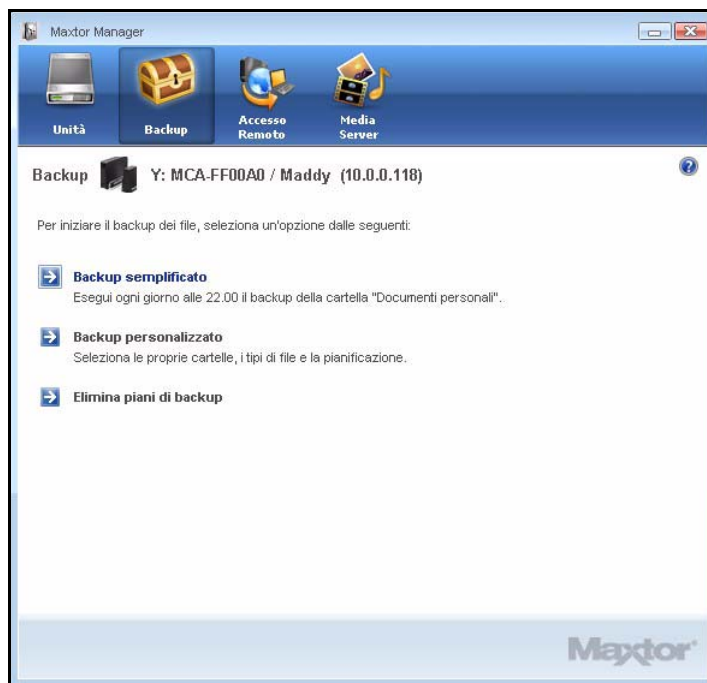 Maxtor Manager
Unità
Backup
Accesso
Remoto
Media
Server
Backup Y: MCA-FF00A0 / Maddy (10.0.0.118)
Per iniziare il backup dei file, seleziona un'opzione dalle seguenti:
Backup semplificato
Esegui ogni giorno alle 22.00 il backup della cartella "Documenti personali".
Backup personalizzato
Seleziona le proprie cartelle, i tipi di file e la pianificazione.
Elimina piani di backup
Maxtor